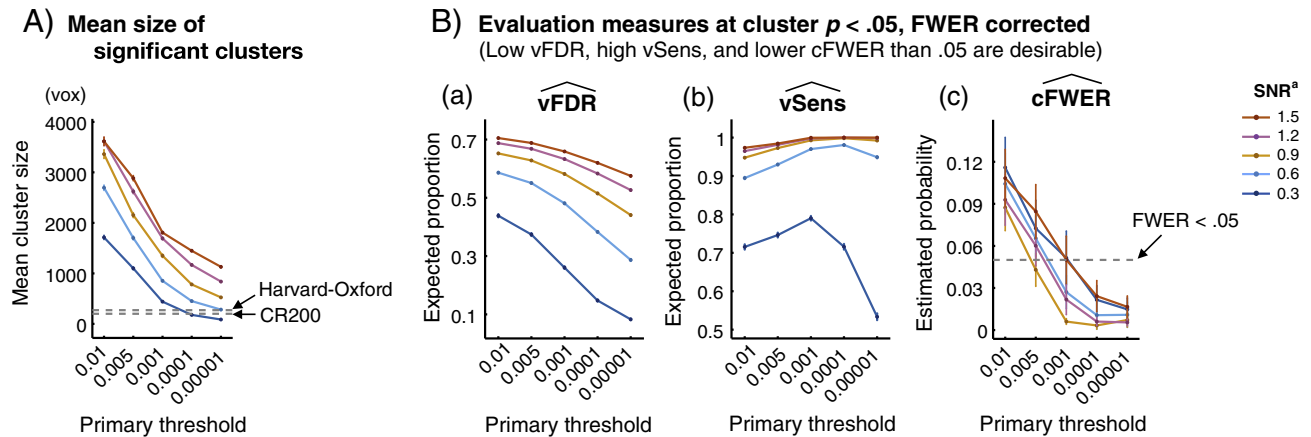 A) Mean size of
significant clusters
(vox)
4000
3000
2000
1000
0
Mean cluster size
0.01
0.005
0.001
0.0001
0.00001
Primary threshold
Harvard-Oxford
CR200
B) Evaluation measures at cluster p < .05, FWER corrected
(Low vFDR, high vSens, and lower cFWER than .05 are desirable)
(a) vFDR
0.7
0.5
0.3
0.1
Expected proportion
0.01
0.005
0.001
0.0001
0.00001
Primary threshold
(b) vSens
1
0.9
0.8
0.7
0.6
0.5
Expected proportion
0.01
0.005
0.001
0.0001
0.00001
Primary threshold
(c) cFWER
0.12
0.09
0.06
0.03
0
Estimated probability
0.01
0.005
0.001
0.0001
0.00001
Primary threshold
FWER < .05
SNRᵃ
1.5
1.2
0.9
0.6
0.3